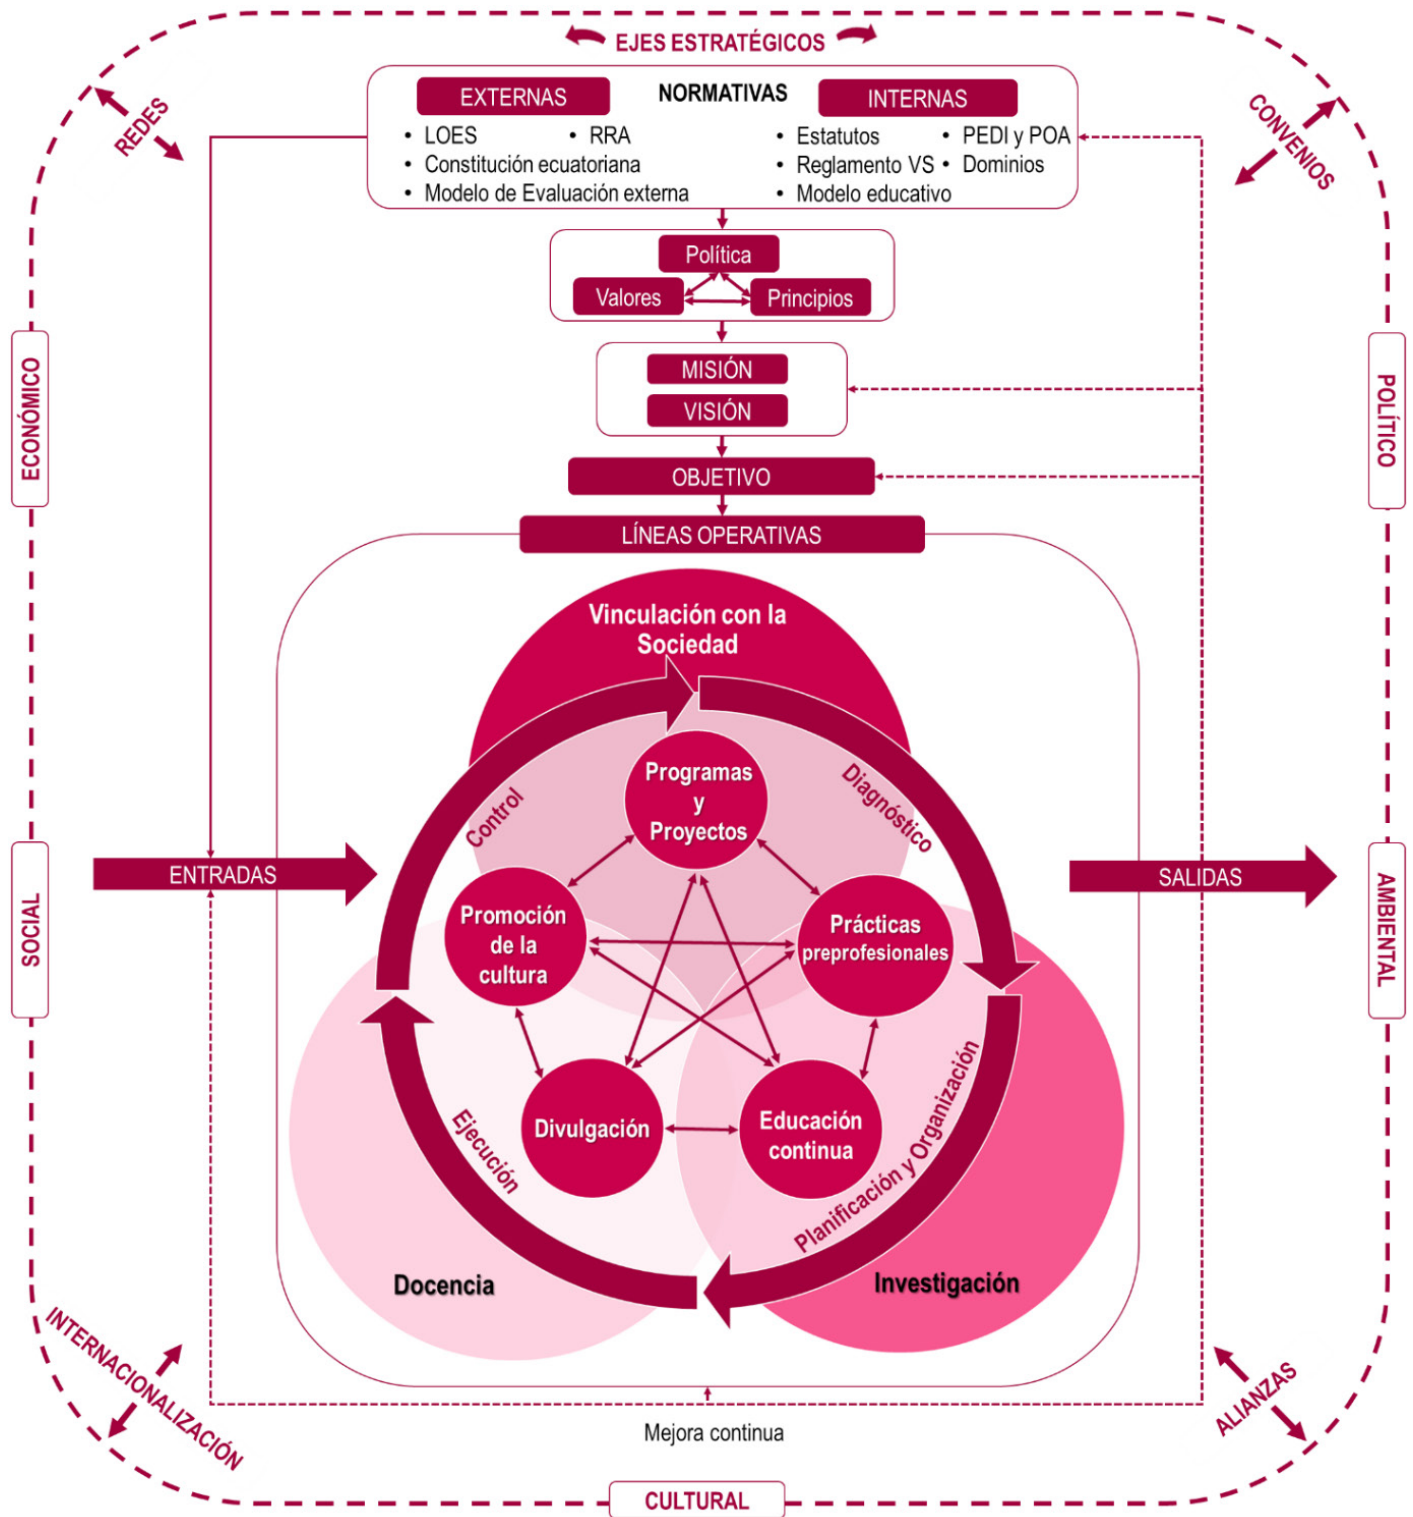 EJES ESTRATÉGICOS
EXTERNAS
NORMATIVAS
INTERNAS
• LOES
• RRA
• Constitución ecuatoriana
• Modelo de Evaluación externa
• Estatutos
• PEDI y POA
• Reglamento VS
• Dominios
• Modelo educativo
REDES
CONVENIOS
Política
Valores
Principios
MISIÓN
VISIÓN
OBJETIVO
LÍNEAS OPERATIVAS
ECONÓMICO
POLÍTICO
Vinculación con la
Sociedad
Control
Diagnóstico
Programas
y
Proyectos
ENTRADAS
SALIDAS
SOCIAL
AMBIENTAL
Promoción
de la
cultura
Prácticas
preprofesionales
Divulgación
Educación
continua
Ejecución
Planificación y Organización
Docencia
Investigación
INTERNACIONALIZACIÓN
ALIANZAS
Mejora continua
CULTURAL